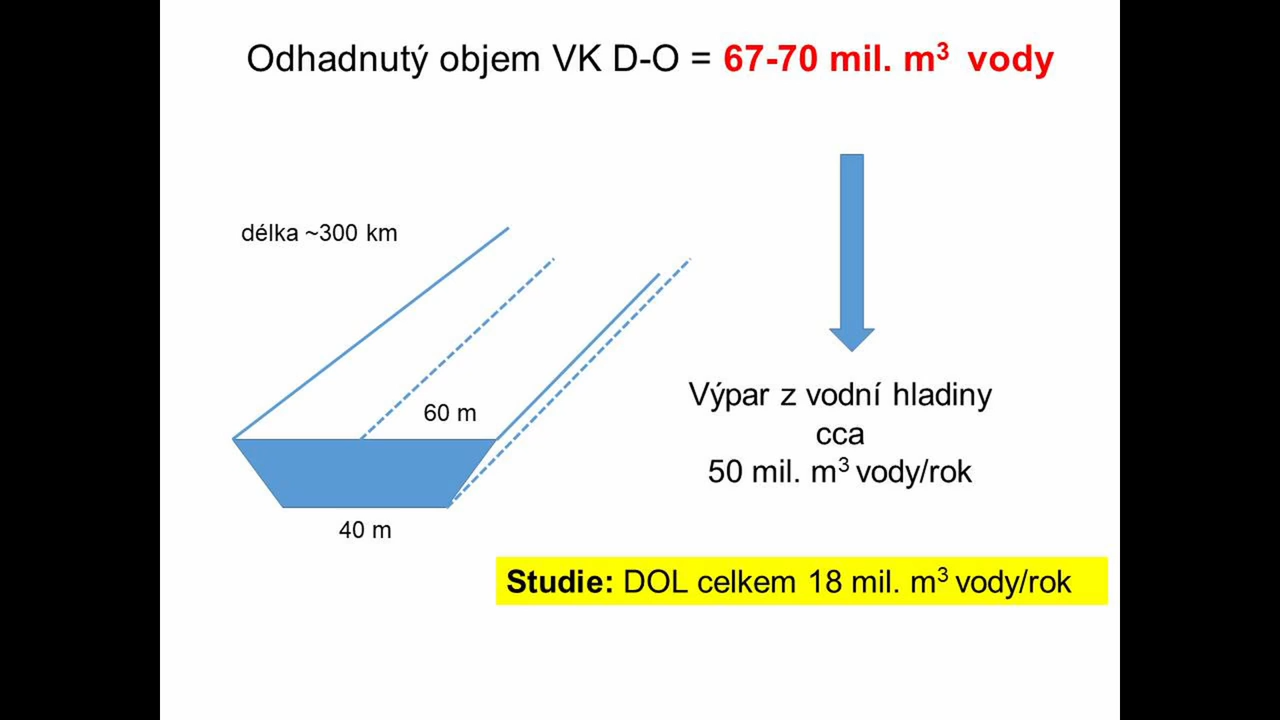 Odhadnutý objem VK D-O = 67-70 mil. m³ vody
délka ~300 km
60 m
40 m
Výpar z vodní hladiny
cca
50 mil. m³ vody/rok
Studie: DOL celkem 18 mil. m³ vody/rok